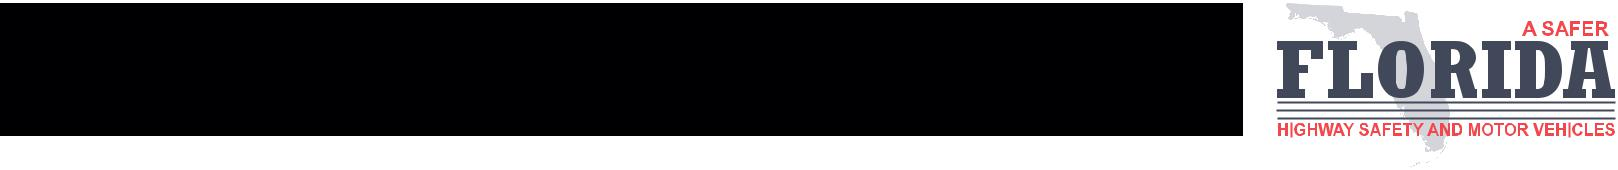 A SAFER
FLORIDA
HIGHWAY SAFETY AND MOTOR VEHICLES